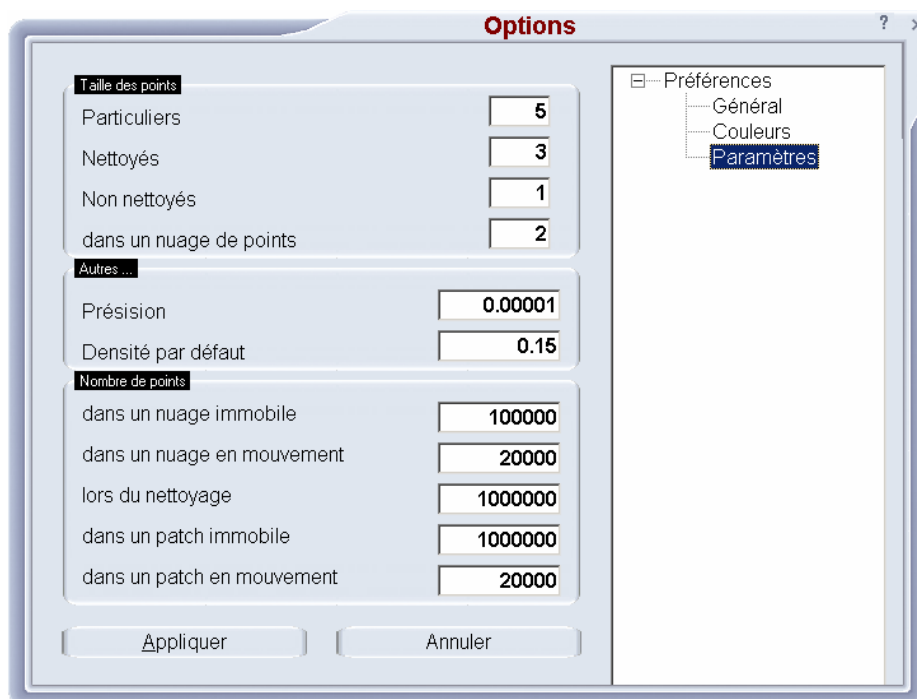 Options
?
Taille des points
Particuliers 5
Nettoyés 3
Non nettoyés 1
dans un nuage de points 2
Autres ...
Présision 0.00001
Densité par défaut 0.15
Nombre de points
dans un nuage immobile 100000
dans un nuage en mouvement 20000
lors du nettoyage 1000000
dans un patch immobile 1000000
dans un patch en mouvement 20000
Appliquer Annuler
Préférences
Général
Couleurs
Paramètres